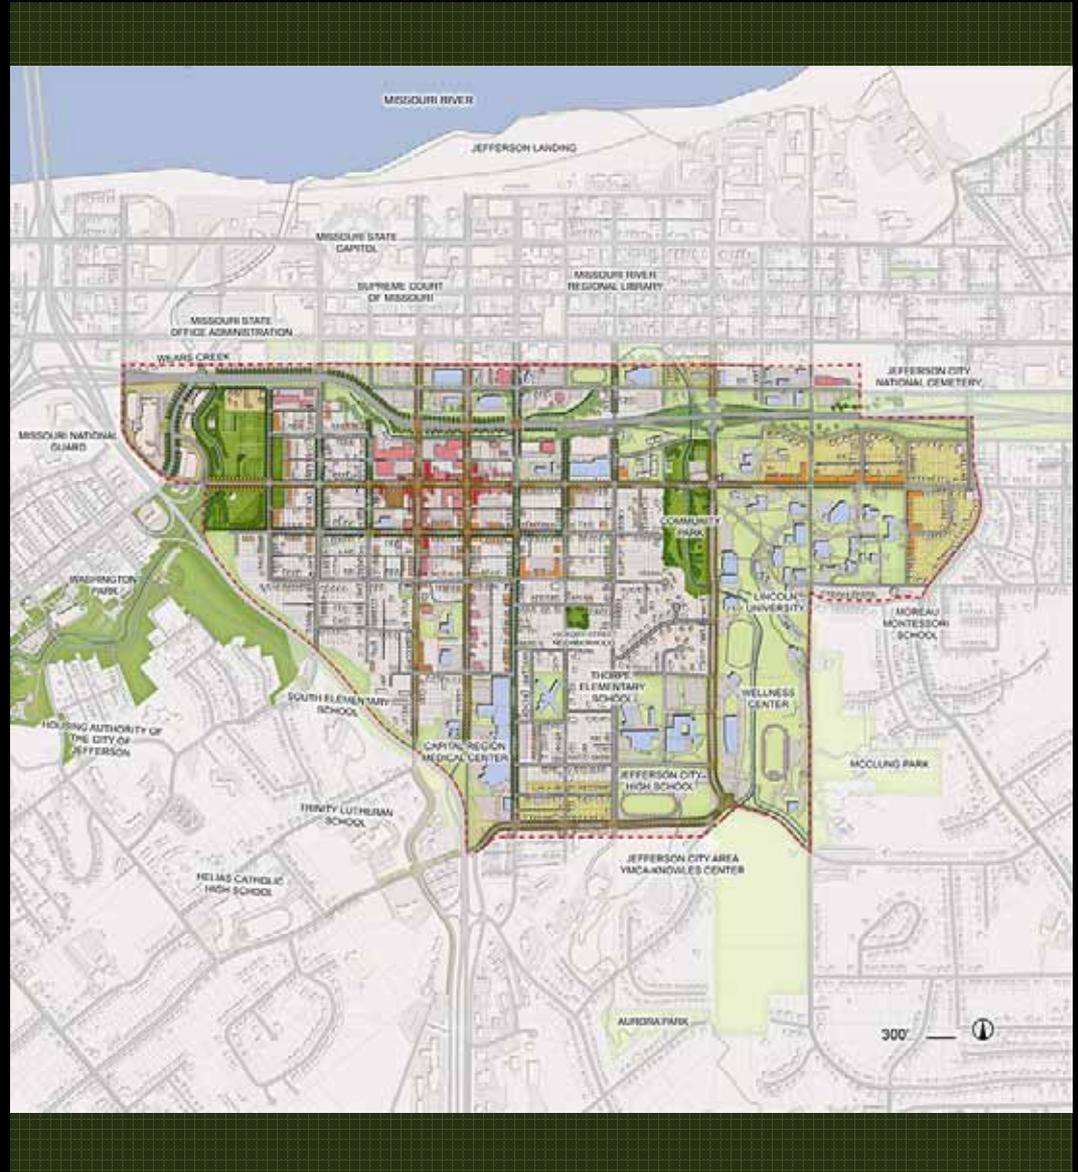 MISSOURI RIVER
JEFFERSON LANDING
MISSOURI STATE
CAPITOL
MISSOURI RIVER
REGIONAL LIBRARY
SUPREME COURT
OF MISSOURI
MISSOURI STATE
OFFICE ADMINISTRATION
WEARS CREEK
JEFFERSON CITY
NATIONAL CEMETERY
MISSOURI NATIONAL
GUARD
COMMUNITY
PARK
WASHINGTON
PARK
LINCOLN
UNIVERSITY
MOREAU
MONTESSORI
SCHOOL
HICKORY STREET
NEIGHBORHOOD
PARK
THORPE
ELEMENTARY
SCHOOL
SOUTH ELEMENTARY
SCHOOL
WELLNESS
CENTER
HOUSING AUTHORITY OF
THE CITY OF
JEFFERSON
CAPITAL REGION
MEDICAL CENTER
MCCLUNG PARK
JEFFERSON CITY
HIGH SCHOOL
TRINITY LUTHERAN
SCHOOL
JEFFERSON CITY AREA
YMCA-KNOWLES CENTER
HELIAS CATHOLIC
HIGH SCHOOL
AURORA PARK
300'